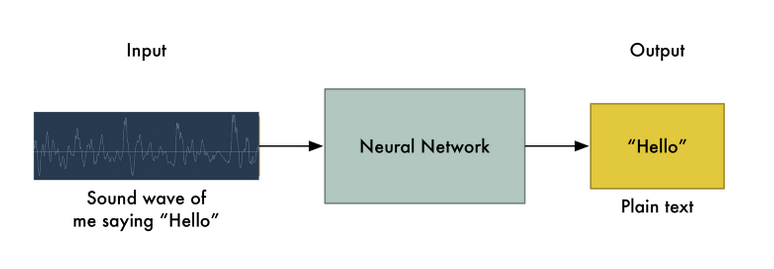 Input
Output
Neural Network
“Hello”
Sound wave of
me saying “Hello”
Plain text